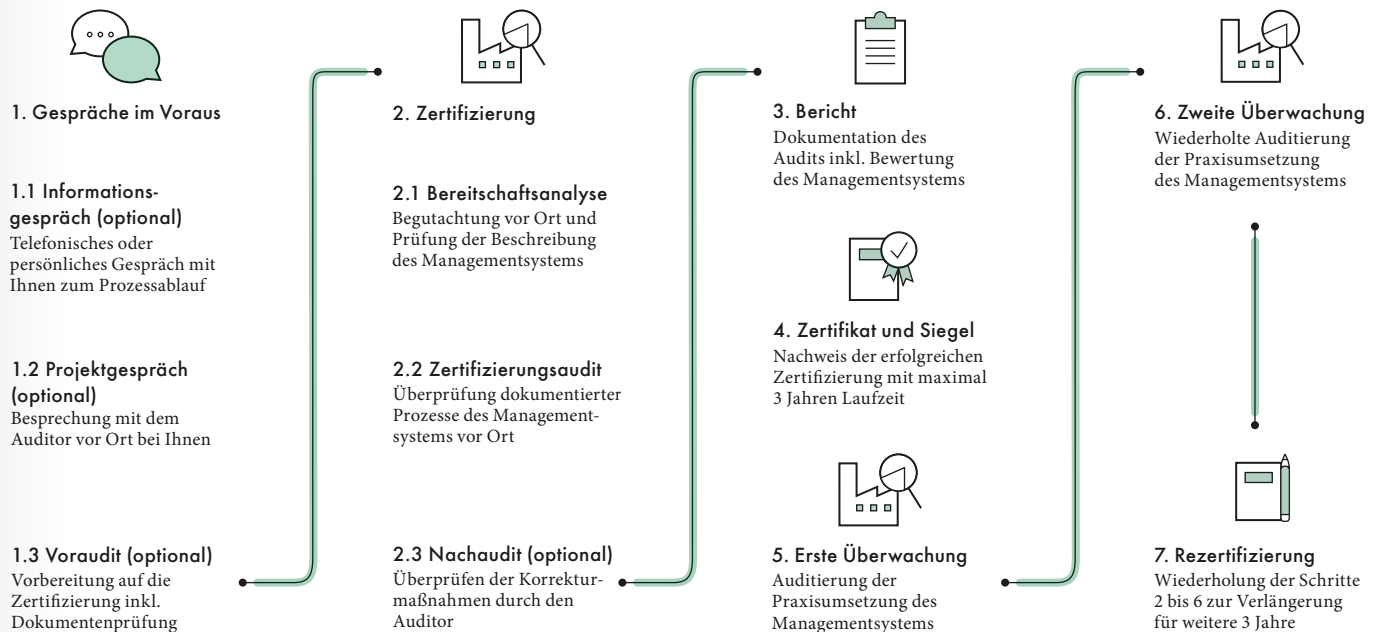 1. Gespräche im Voraus
1.1 Informations-
gespräch (optional)
Telefonisches oder
persönliches Gespräch mit
Ihnen zum Prozessablauf
1.2 Projektgespräch
(optional)
Besprechung mit dem
Auditor vor Ort bei Ihnen
1.3 Voraudit (optional)
Vorbereitung auf die
Zertifizierung inkl.
Dokumentenprüfung
2. Zertifizierung
2.1 Bereitschaftsanalyse
Begutachtung vor Ort und
Prüfung der Beschreibung
des Managementsystems
2.2 Zertifizierungsaudit
Überprüfung dokumentierter
Prozesse des Management-
systems vor Ort
2.3 Nachaudit (optional)
Überprüfen der Korrektur-
maßnahmen durch den
Auditor
3. Bericht
Dokumentation des
Audits inkl. Bewertung
des Managementsystems
4. Zertifikat und Siegel
Nachweis der erfolgreichen
Zertifizierung mit maximal
3 Jahren Laufzeit
5. Erste Überwachung
Auditierung der
Praxisumsetzung des
Managementsystems
6. Zweite Überwachung
Wiederholte Auditierung
der Praxisumsetzung
des Managementsystems
7. Rezertifizierung
Wiederholung der Schritte
2 bis 6 zur Verlängerung
für weitere 3 Jahre